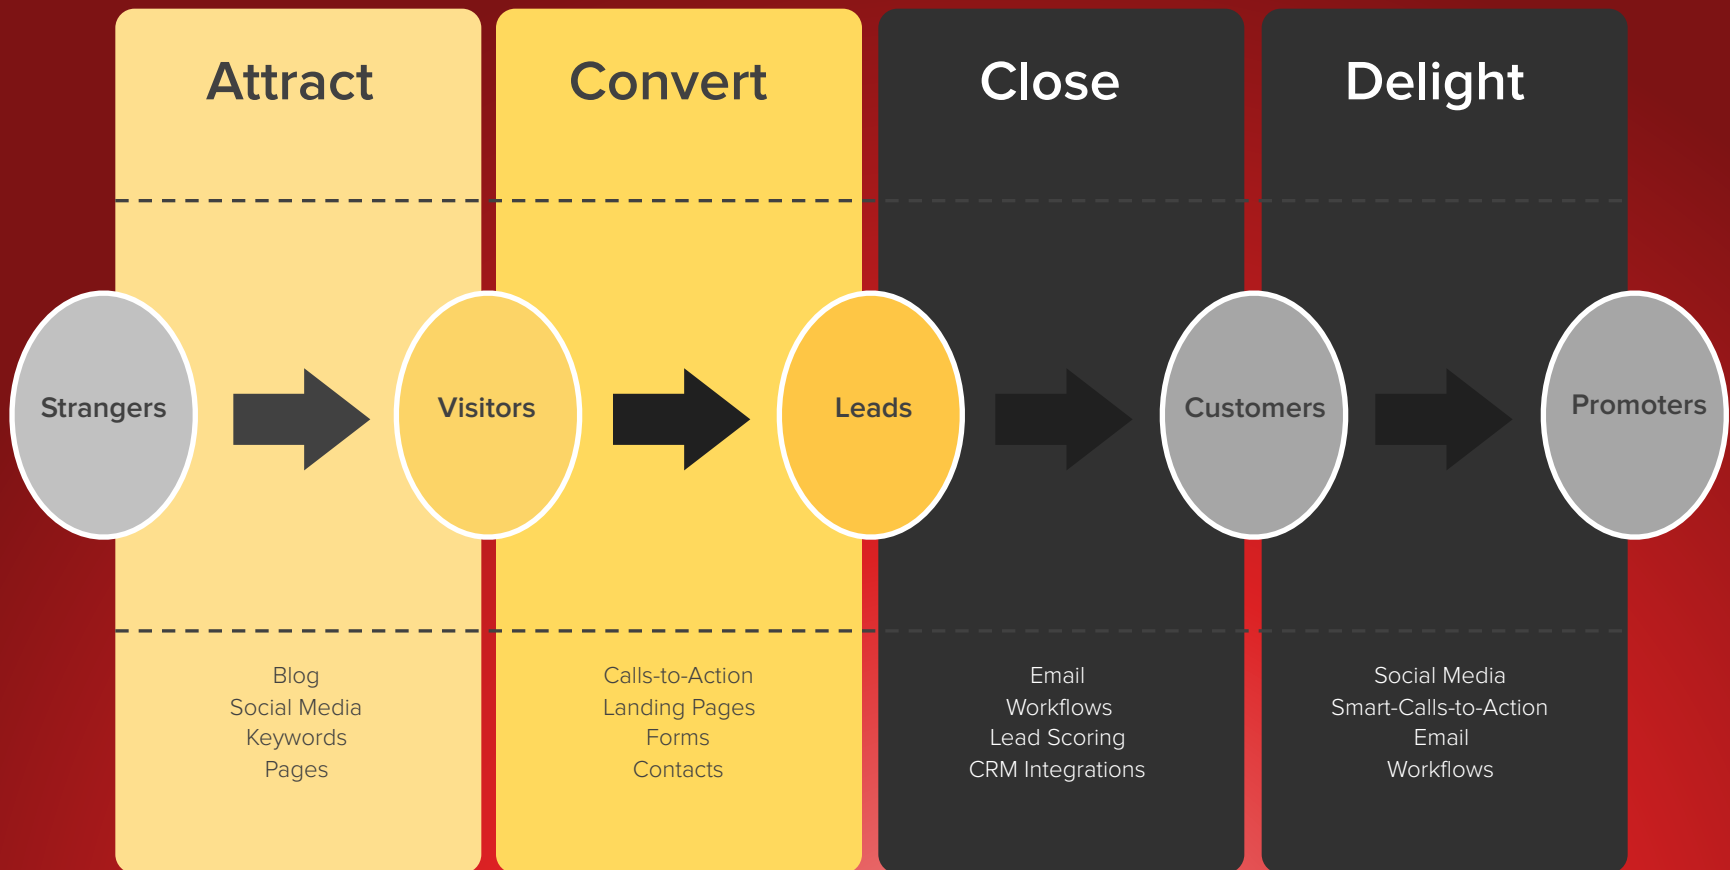 Attract
Convert
Close
Delight
Strangers
Visitors
Leads
Customers
Promoters
Blog
Social Media
Keywords
Pages
Calls-to-Action
Landing Pages
Forms
Contacts
Email
Workflows
Lead Scoring
CRM Integrations
Social Media
Smart-Calls-to-Action
Email
Workflows